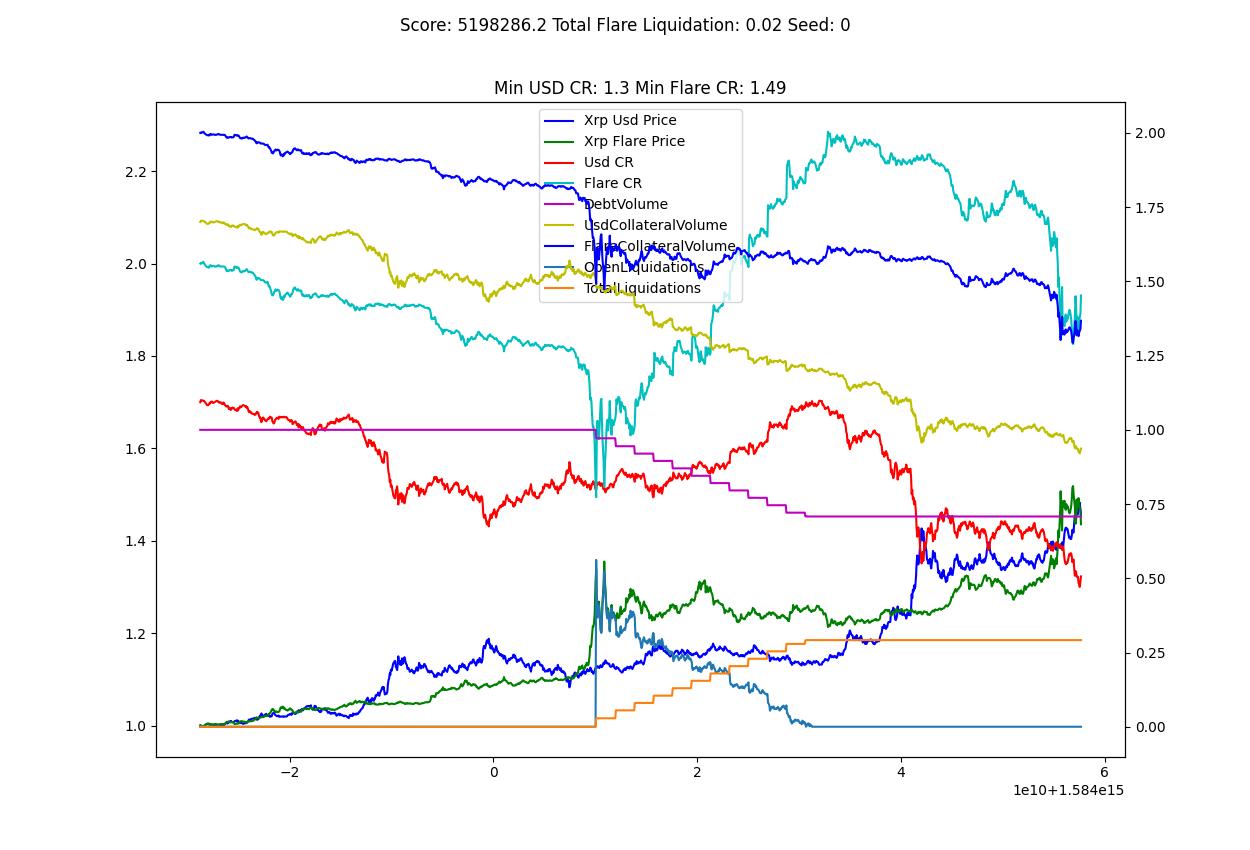 Score: 5198286.2 Total Flare Liquidation: 0.02 Seed: 0
Min USD CR: 1.3 Min Flare CR: 1.49
Xrp Usd Price
Xrp Flare Price
Usd CR
Flare CR
DebtVolume
UsdCollateralVolume
FlareCollateralVolume
OpenLiquidations
TotalLiquidations
2.2
2.0
1.8
1.6
1.4
1.2
1.0
2.00
1.75
1.50
1.25
1.00
0.75
0.50
0.25
0.00
−2
0
2
4
6
1e10+1.584e15